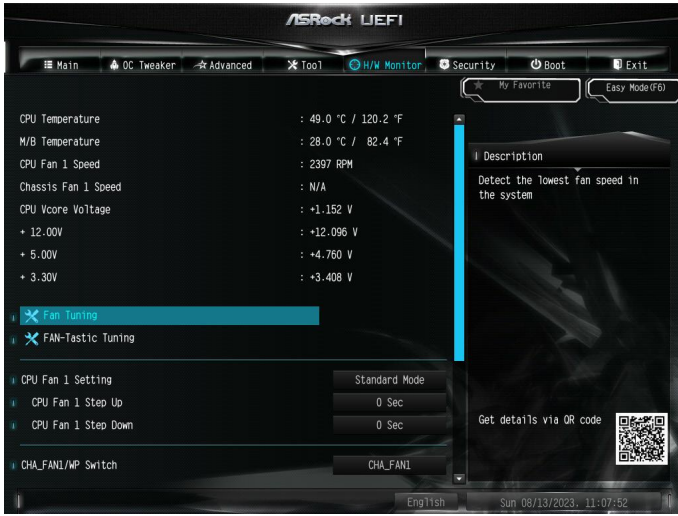 ASRock UEFI
Main
OC Tweaker
Advanced
Tool
H/W Monitor
Security
Boot
Exit
My Favorite
Easy Mode(F6)
CPU Temperature : 49.0 °C / 120.2 °F
M/B Temperature : 28.0 °C / 82.4 °F
CPU Fan 1 Speed : 2397 RPM
Chassis Fan 1 Speed : N/A
CPU Vcore Voltage : +1.152 V
+ 12.00V : +12.096 V
+ 5.00V : +4.760 V
+ 3.30V : +3.408 V
Fan Tuning
FAN-Tastic Tuning
CPU Fan 1 Setting Standard Mode
CPU Fan 1 Step Up 0 Sec
CPU Fan 1 Step Down 0 Sec
CHA_FAN1/WP Switch CHA_FAN1
Description
Detect the lowest fan speed in
the system
Get details via QR code
English
Sun 08/13/2023. 11:07:52